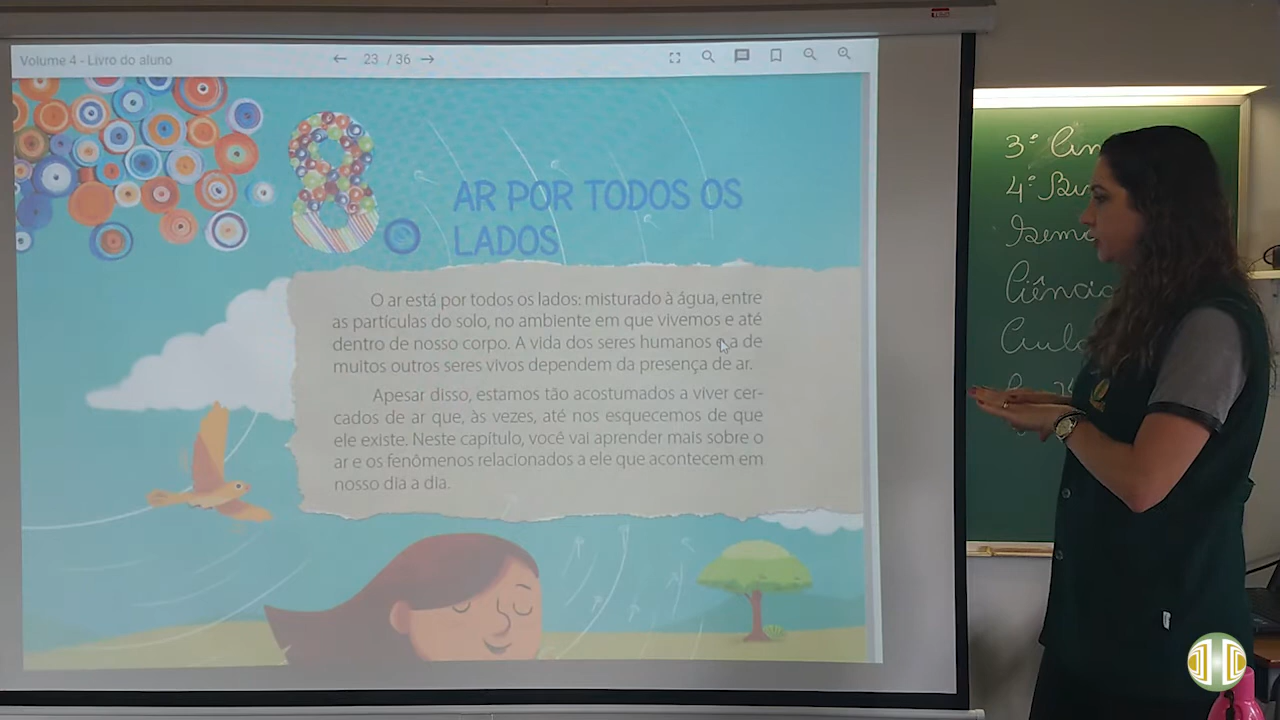 Volume 4 - Livro do aluno
23 / 36
8.
AR POR TODOS OS
LADOS
O ar está por todos os lados: misturado à água, entre
as partículas do solo, no ambiente em que vivemos e até
dentro de nosso corpo. A vida dos seres humanos e a de
muitos outros seres vivos dependem da presença de ar.
Apesar disso, estamos tão acostumados a viver cer-
cados de ar que, às vezes, até nos esquecemos de que
ele existe. Neste capítulo, você vai aprender mais sobre o
ar e os fenômenos relacionados a ele que acontecem em
nosso dia a dia.
3º
4º